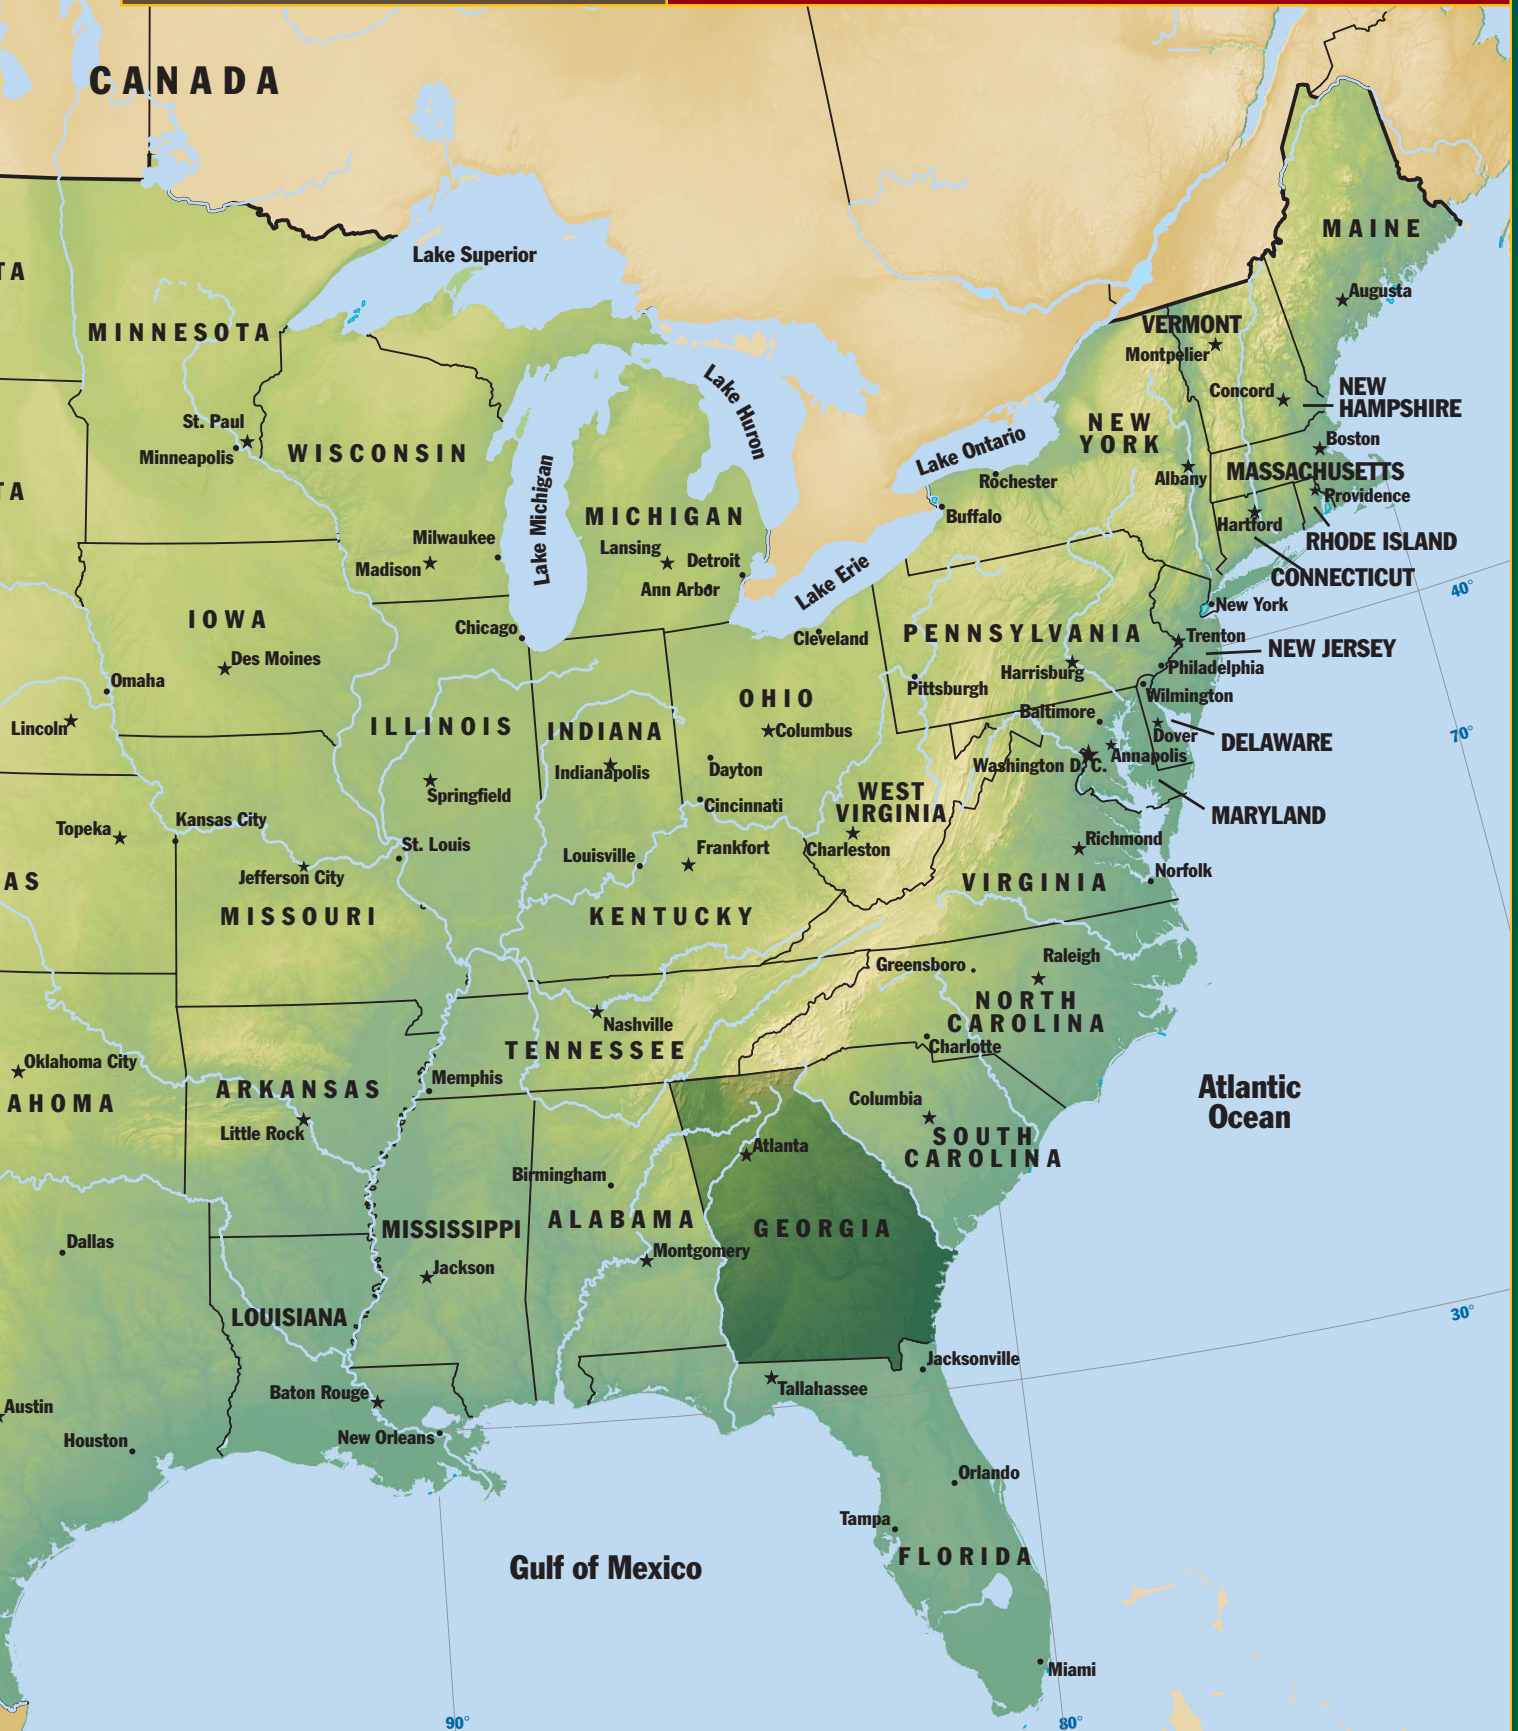 CANADA
Lake Superior
TA
MINNESOTA
MAINE
Augusta
VERMONT
Montpelier
Concord
NEW
HAMPSHIRE
Lake Huron
St. Paul
Minneapolis
WISCONSIN
NEW
YORK
Boston
Lake Ontario
Albany
MASSACHUSETTS
TA
Rochester
Providence
Lake Michigan
MICHIGAN
Buffalo
Hartford
RHODE ISLAND
Milwaukee
Madison
Lansing
Detroit
Ann Arbor
Lake Erie
CONNECTICUT
40°
New York
IOWA
Chicago
Cleveland
PENNSYLVANIA
Trenton
NEW JERSEY
Des Moines
Harrisburg
Philadelphia
Omaha
Pittsburgh
Wilmington
OHIO
Lincoln
ILLINOIS
INDIANA
Columbus
Baltimore
Dover
DELAWARE
70°
Indianapolis
Dayton
Washington D.C.
Annapolis
Springfield
Cincinnati
WEST
VIRGINIA
MARYLAND
Topeka
Kansas City
St. Louis
Louisville
Frankfort
Charleston
Richmond
AS
Jefferson City
Norfolk
VIRGINIA
MISSOURI
KENTUCKY
Greensboro
Raleigh
NORTH
CAROLINA
Nashville
TENNESSEE
Charlotte
Oklahoma City
Memphis
AHOMA
ARKANSAS
Columbia
Atlantic
Ocean
Little Rock
Atlanta
SOUTH
CAROLINA
Birmingham
MISSISSIPPI
ALABAMA
GEORGIA
Dallas
Montgomery
Jackson
LOUISIANA
30°
Jacksonville
Baton Rouge
Tallahassee
Austin
Houston
New Orleans
Orlando
Tampa
FLORIDA
Gulf of Mexico
Miami
90°
80°